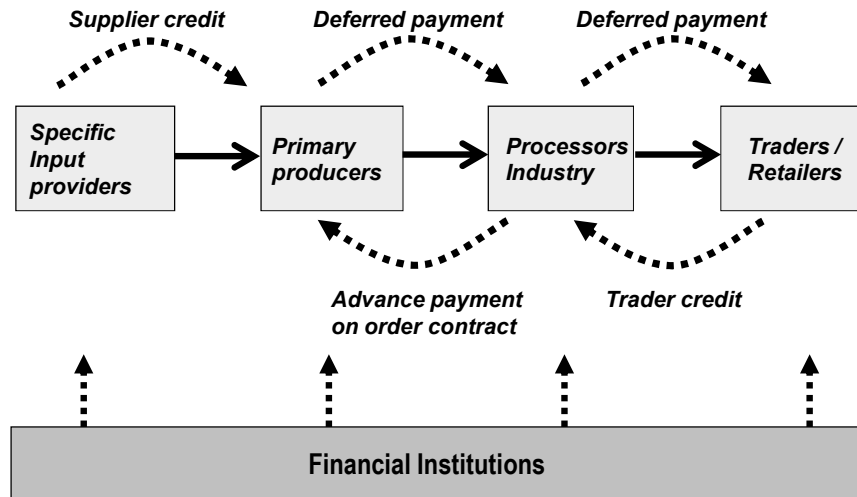 Supplier credit
Deferred payment
Deferred payment
Specific
Input
providers
Primary
producers
Processors
Industry
Traders /
Retailers
Advance payment
on order contract
Trader credit
Financial Institutions